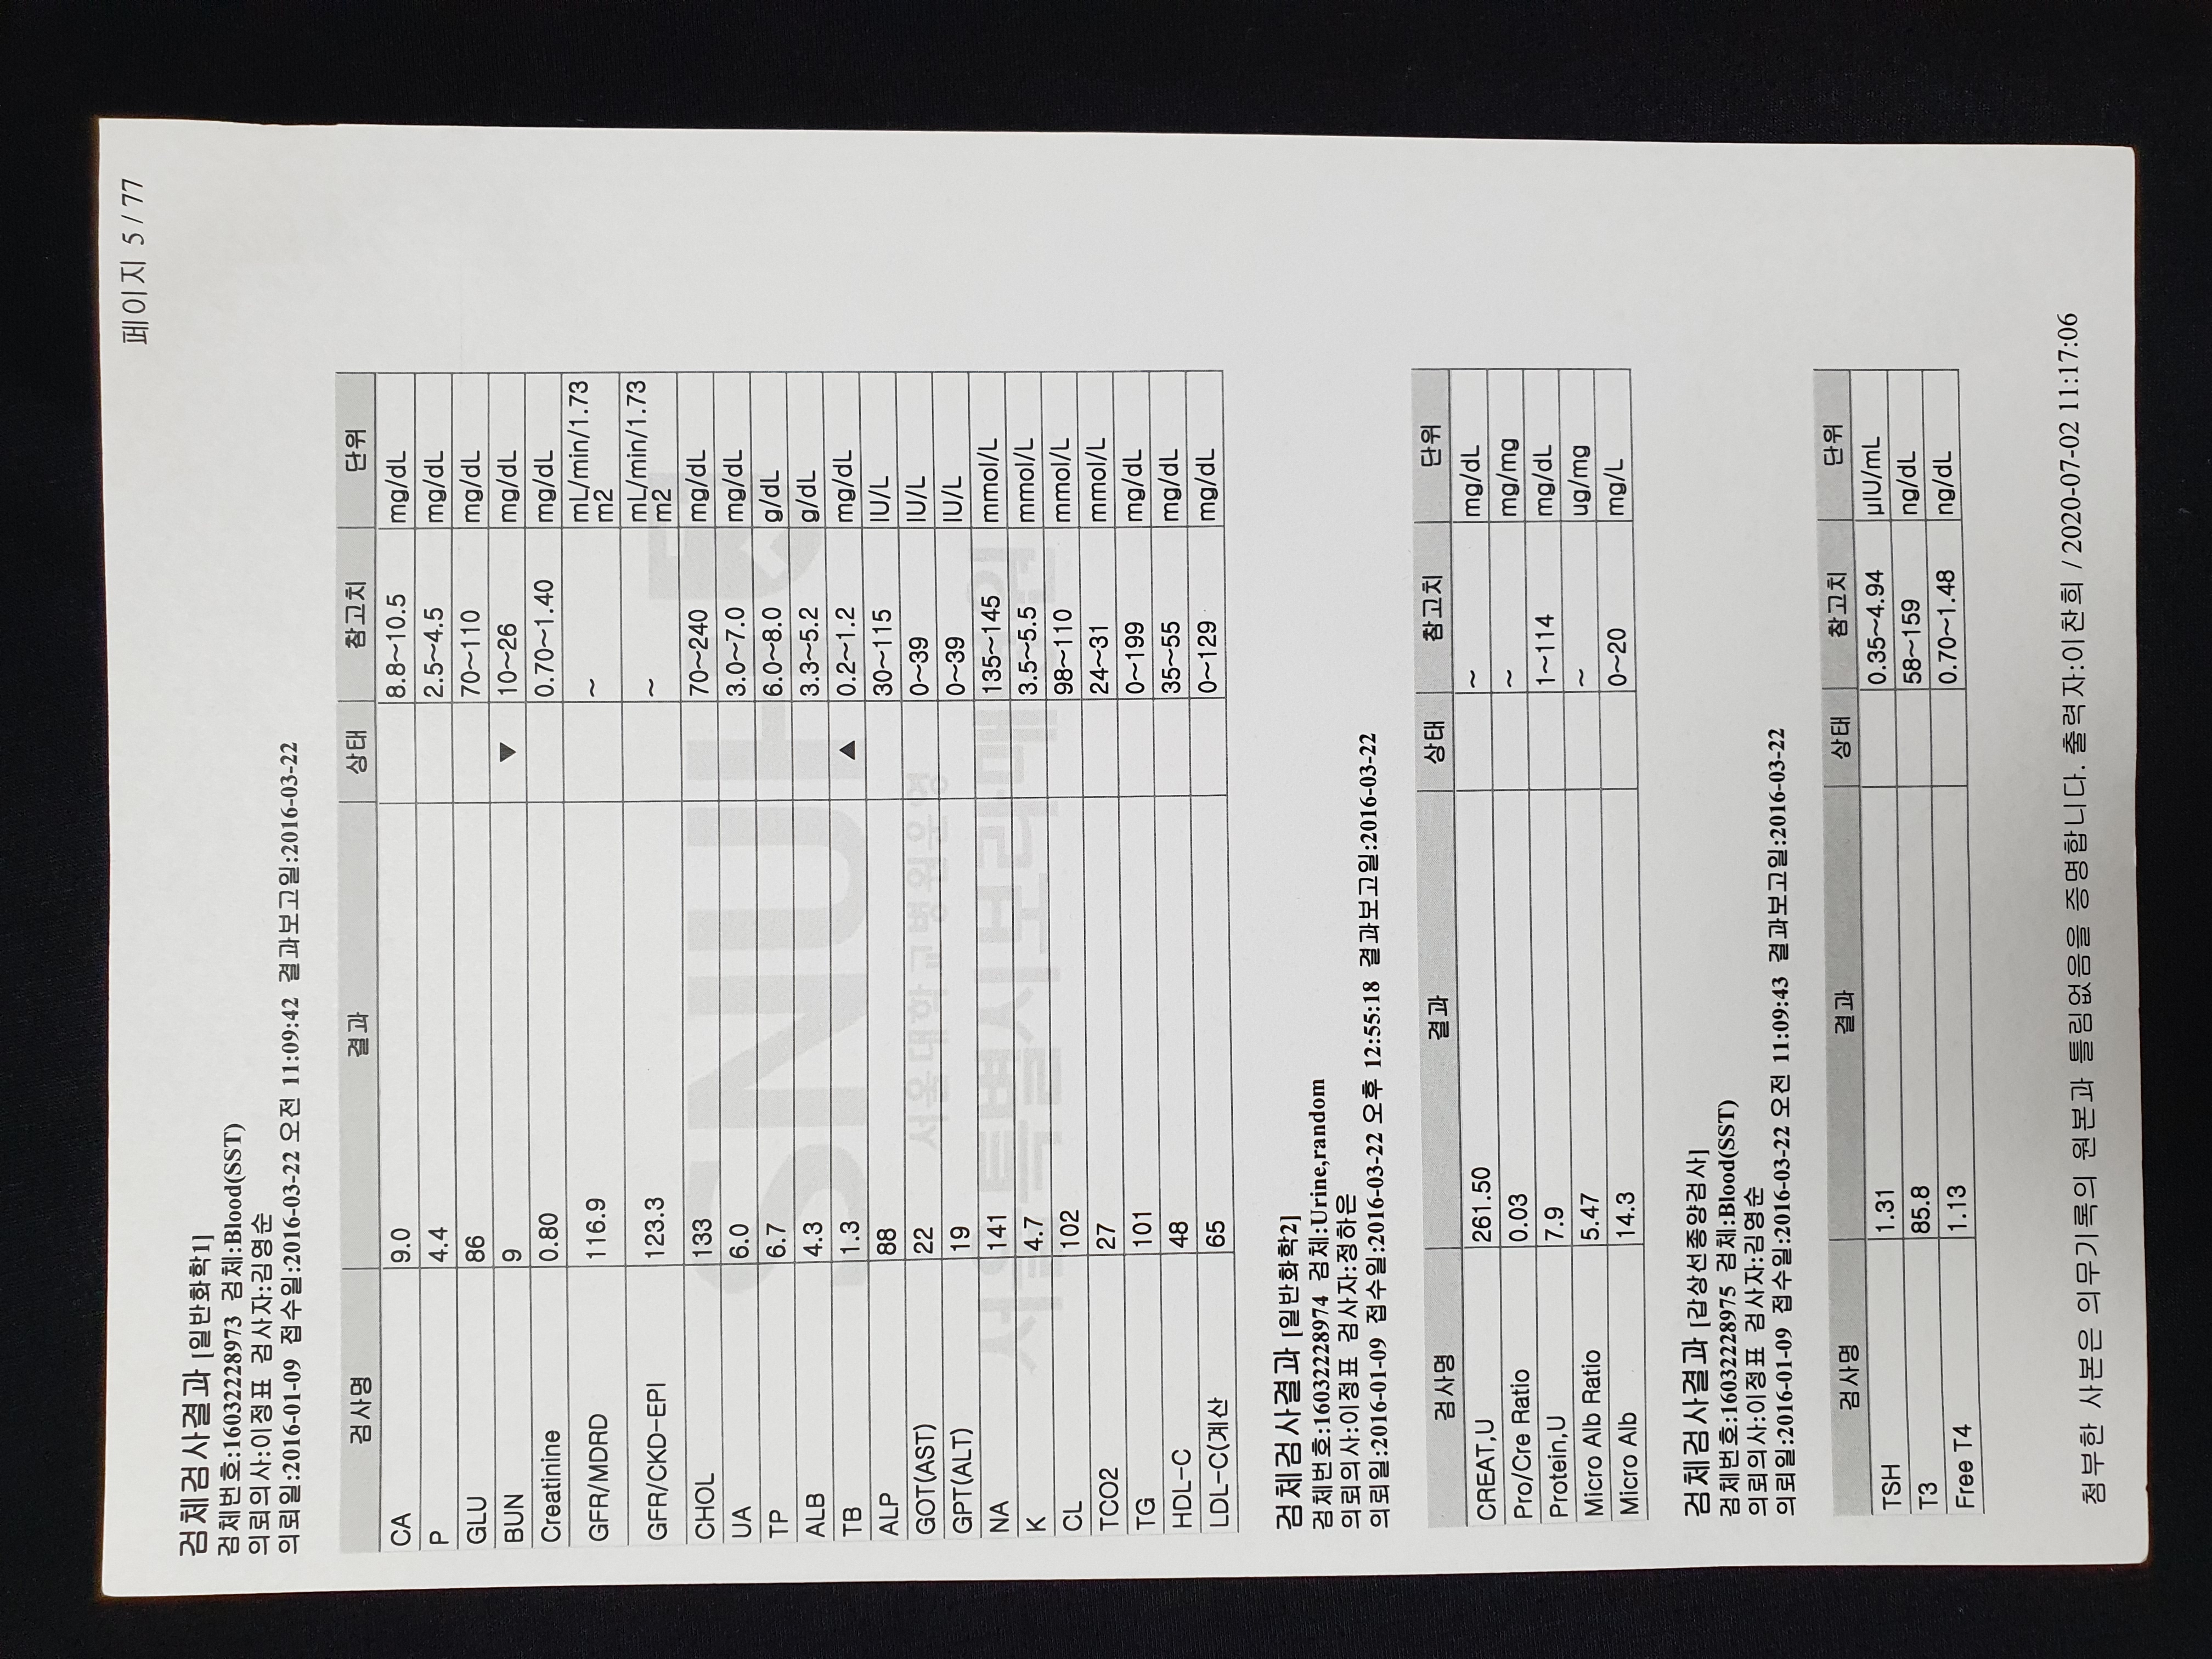 페이지 5 / 77
검체검사결과 [일반화학1]
검체번호:16032228973 검체:Blood(SST)
의뢰의사:이정표 검사자:김영순
의뢰일:2016-01-09 접수일:2016-03-22 오전 11:09:42 결과보고일:2016-03-22
검사명 결과 상태 참고치 단위
CA 9.0 8.8~10.5 mg/dL
P 4.4 2.5~4.5 mg/dL
GLU 86 70~110 mg/dL
BUN 9 ▼ 10~26 mg/dL
Creatinine 0.80 0.70~1.40 mg/dL
GFR/MDRD 116.9 ~ mL/min/1.73
m2
GFR/CKD-EPI 123.3 ~ mL/min/1.73
m2
CHOL 133 70~240 mg/dL
UA 6.0 3.0~7.0 mg/dL
TP 6.7 6.0~8.0 g/dL
ALB 4.3 3.3~5.2 g/dL
TB 1.3 ▲ 0.2~1.2 mg/dL
ALP 88 30~115 IU/L
GOT(AST) 22 0~39 IU/L
GPT(ALT) 19 0~39 IU/L
NA 141 135~145 mmol/L
K 4.7 3.5~5.5 mmol/L
CL 102 98~110 mmol/L
TCO2 27 24~31 mmol/L
TG 101 0~199 mg/dL
HDL-C 48 35~55 mg/dL
LDL-C(계산 65 0~129 mg/dL
SNUH
서울대학교병원운영
서울특별시보라매병원
검체검사결과 [일반화학2]
검체번호:16032228974 검체:Urine,random
의뢰의사:이정표 검사자:정하은
의뢰일:2016-01-09 접수일:2016-03-22 오후 12:55:18 결과보고일:2016-03-22
검사명 결과 상태 참고치 단위
CREAT,U 261.50 ~ mg/dL
Pro/Cre Ratio 0.03 ~ mg/mg
Protein,U 7.9 1~114 mg/dL
Micro Alb Ratio 5.47 ~ ug/mg
Micro Alb 14.3 0~20 mg/L
검체검사결과 [갑상선종양검사]
검체번호:16032228975 검체:Blood(SST)
의뢰의사:이정표 검사자:김영순
의뢰일:2016-01-09 접수일:2016-03-22 오전 11:09:43 결과보고일:2016-03-22
검사명 결과 상태 참고치 단위
TSH 1.31 0.35~4.94 µIU/mL
T3 85.8 58~159 ng/dL
Free T4 1.13 0.70~1.48 ng/dL
첨부한 사본은 의무기록의 원본과 틀림없음을 증명합니다. 출력자:이찬희 / 2020-07-02 11:17:06